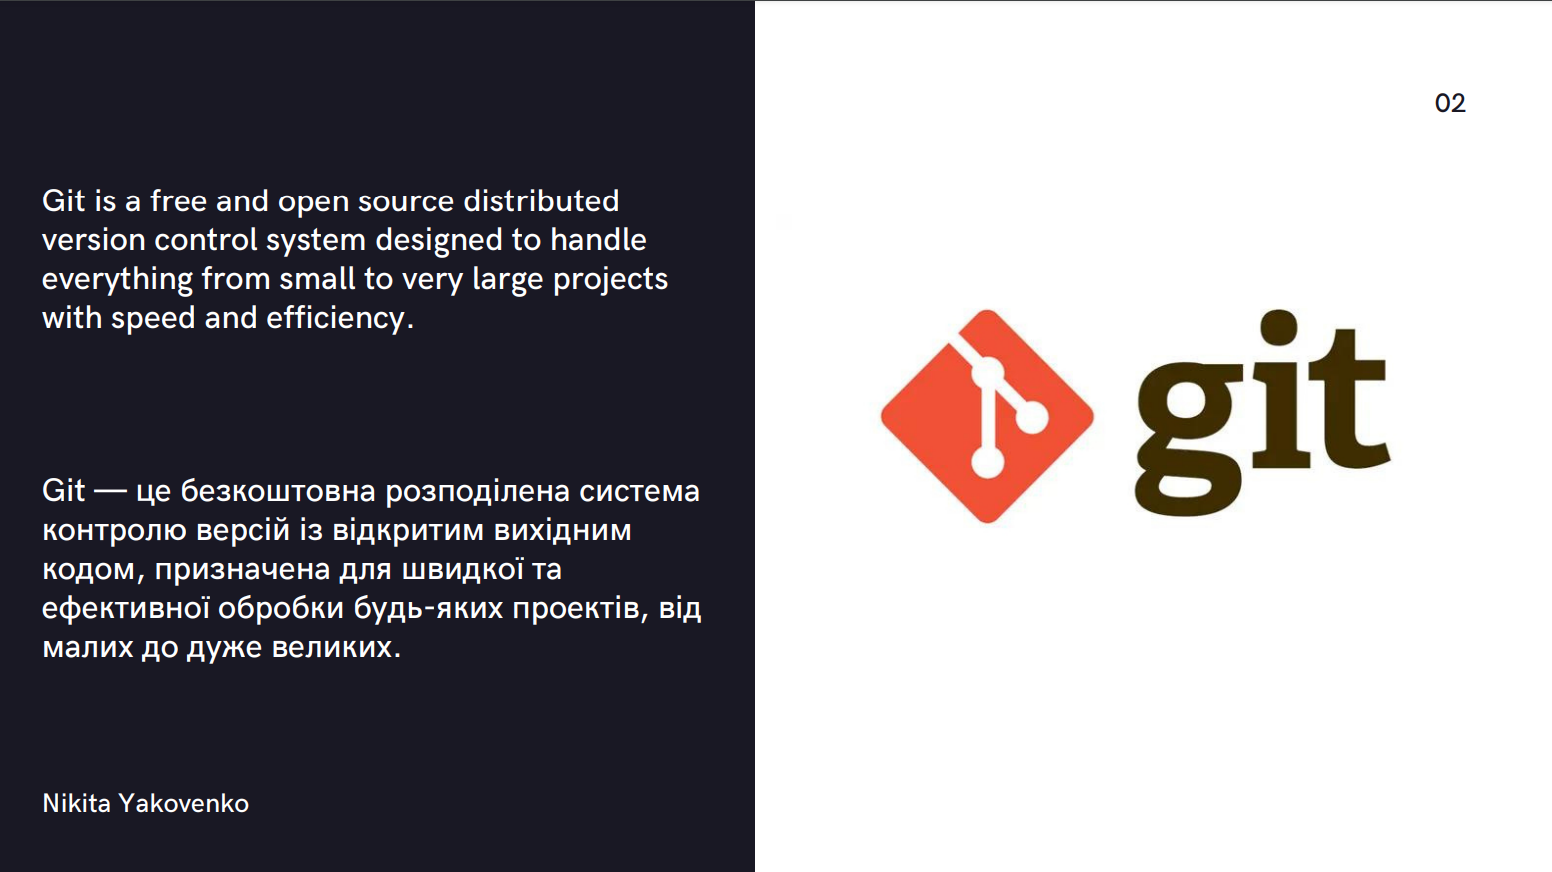 02
Git is a free and open source distributed
version control system designed to handle
everything from small to very large projects
with speed and efficiency.
git
Git — це безкоштовна розподілена система
контролю версій із відкритим вихідним
кодом, призначена для швидкої та
ефективної обробки будь-яких проектів, від
малих до дуже великих.
Nikita Yakovenko